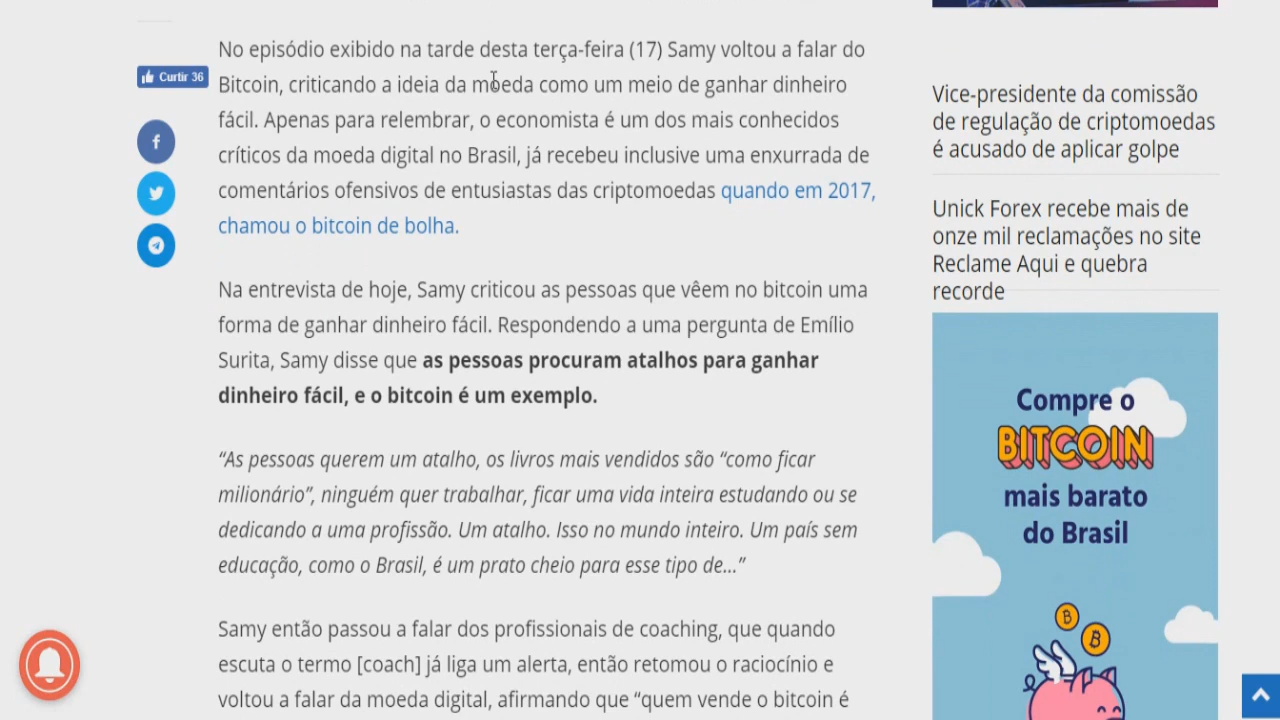 No episódio exibido na tarde desta terça-feira (17) Samy voltou a falar do
Bitcoin, criticando a ideia da moeda como um meio de ganhar dinheiro
fácil. Apenas para relembrar, o economista é um dos mais conhecidos
críticos da moeda digital no Brasil, já recebeu inclusive uma enxurrada de
comentários ofensivos de entusiastas das criptomoedas quando em 2017,
chamou o bitcoin de bolha.
Na entrevista de hoje, Samy criticou as pessoas que vêem no bitcoin uma
forma de ganhar dinheiro fácil. Respondendo a uma pergunta de Emílio
Surita, Samy disse que as pessoas procuram atalhos para ganhar
dinheiro fácil, e o bitcoin é um exemplo.
“As pessoas querem um atalho, os livros mais vendidos são “como ficar
milionário”, ninguém quer trabalhar, ficar uma vida inteira estudando ou se
dedicando a uma profissão. Um atalho. Isso no mundo inteiro. Um país sem
educação, como o Brasil, é um prato cheio para esse tipo de...”
Samy então passou a falar dos profissionais de coaching, que quando
escuta o termo [coach] já liga um alerta, então retomou o raciocínio e
voltou a falar da moeda digital, afirmando que “quem vende o bitcoin é
Curtir 36
Vice-presidente da comissão
de regulação de criptomoedas
é acusado de aplicar golpe
Unick Forex recebe mais de
onze mil reclamações no site
Reclame Aqui e quebra
recorde
Compre o
BITCOIN
mais barato
do Brasil